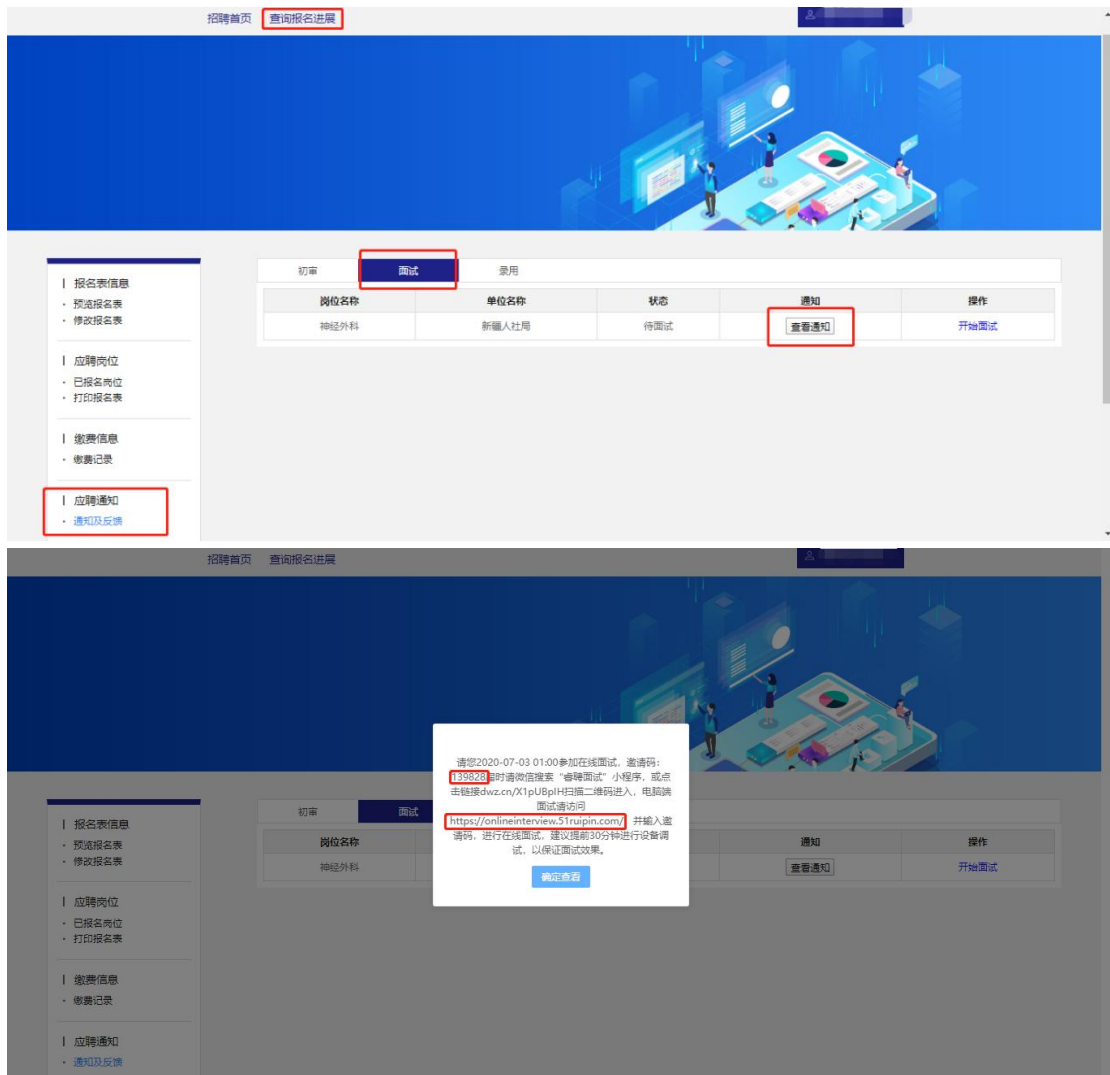 招聘首页 查询报名进展
报名表信息
· 预览报名表
· 修改报名表
应聘岗位
· 已报名岗位
· 打印报名表
缴费信息
· 缴费记录
应聘通知
· 通知及反馈
初审 面试 录用
岗位名称 单位名称 状态 通知 操作
神经外科 新疆人社局 待面试 查看通知 开始面试
招聘首页 查询报名进展
报名表信息
· 预览报名表
· 修改报名表
应聘岗位
· 已报名岗位
· 打印报名表
缴费信息
· 缴费记录
应聘通知
· 通知及反馈
初审 面试
岗位名称 通知 操作
神经外科 查看通知 开始面试
请您2020-07-03 01:00参加在线面试，邀请码：
139828届时请微信搜索“睿聘面试”小程序，或点
击链接dwz.cn/X1pUBpIH扫描二维码进入，电脑端
面试请访问
https://onlineinterview.51ruipin.com/ 并输入邀
请码，进行在线面试，建议提前30分钟进行设备调
试，以保证面试效果。
确定查看